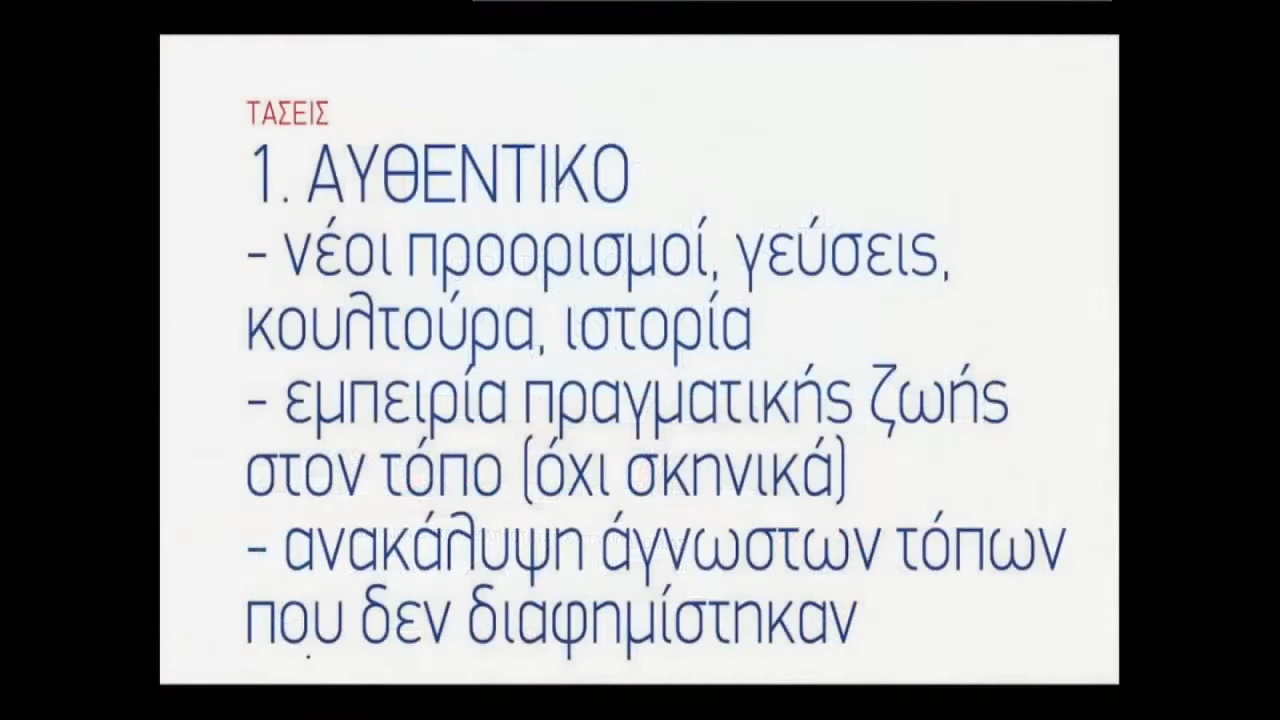 ΤΑΣΕΙΣ
1. ΑΥΘΕΝΤΙΚΟ
- νέοι προορισμοί, γεύσεις,
κουλτούρα, ιστορία
- εμπειρία πραγματικής ζωής
στον τόπο (όχι σκηνικά)
- ανακάλυψη άγνωστων τόπων
που δεν διαφημίστηκαν